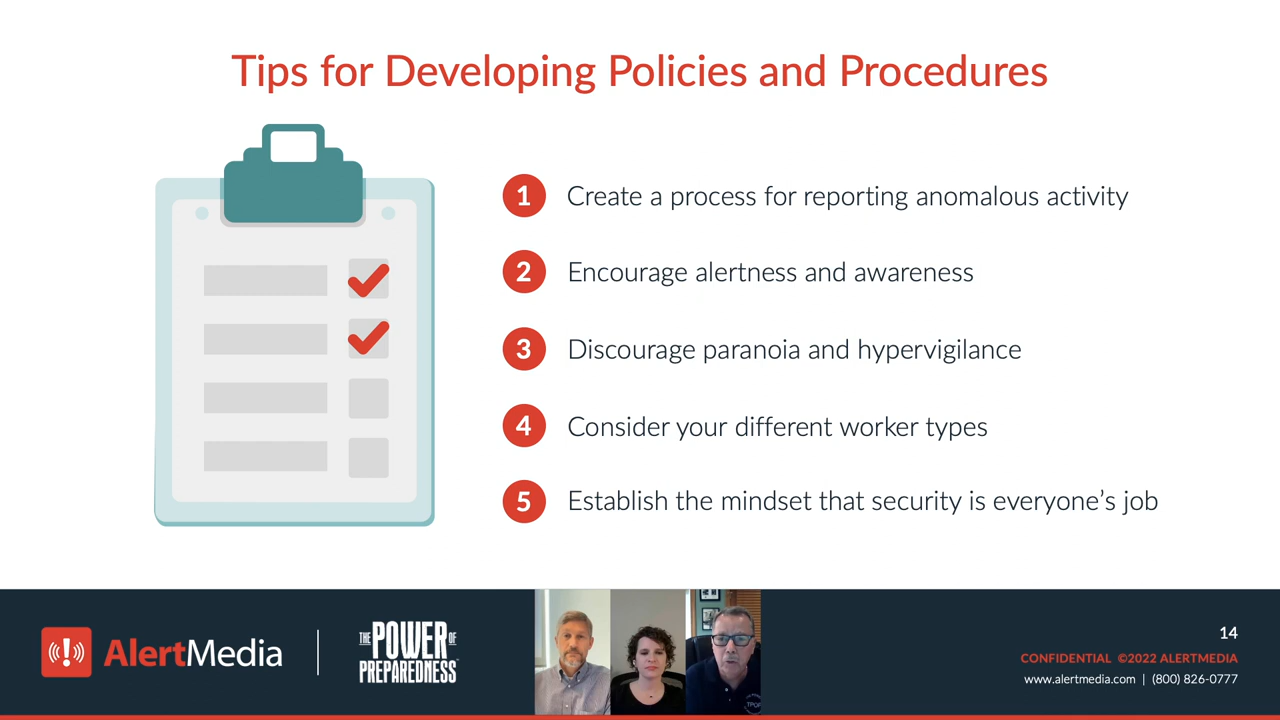 Tips for Developing Policies and Procedures
1 Create a process for reporting anomalous activity
2 Encourage alertness and awareness
3 Discourage paranoia and hypervigilance
4 Consider your different worker types
5 Establish the mindset that security is everyone’s job
AlertMedia
THE POWER OF
PREPAREDNESS
14
CONFIDENTIAL ©2022 ALERTMEDIA
www.alertmedia.com | (800) 826-0777